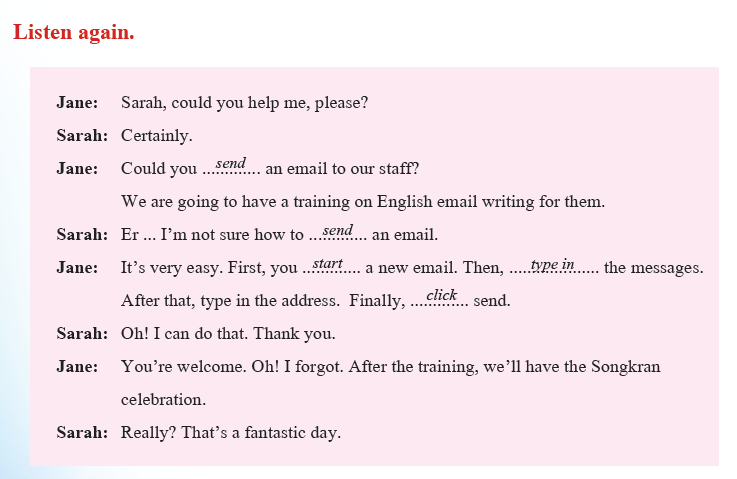 Listen again.
Jane: Sarah, could you help me, please?
Sarah: Certainly.
Jane: Could you ...send... an email to our staff?
We are going to have a training on English email writing for them.
Sarah: Er ... I’m not sure how to ...send... an email.
Jane: It’s very easy. First, you ...start... a new email. Then, ...type in... the messages.
After that, type in the address. Finally, ...click... send.
Sarah: Oh! I can do that. Thank you.
Jane: You’re welcome. Oh! I forgot. After the training, we’ll have the Songkran
celebration.
Sarah: Really? That’s a fantastic day.